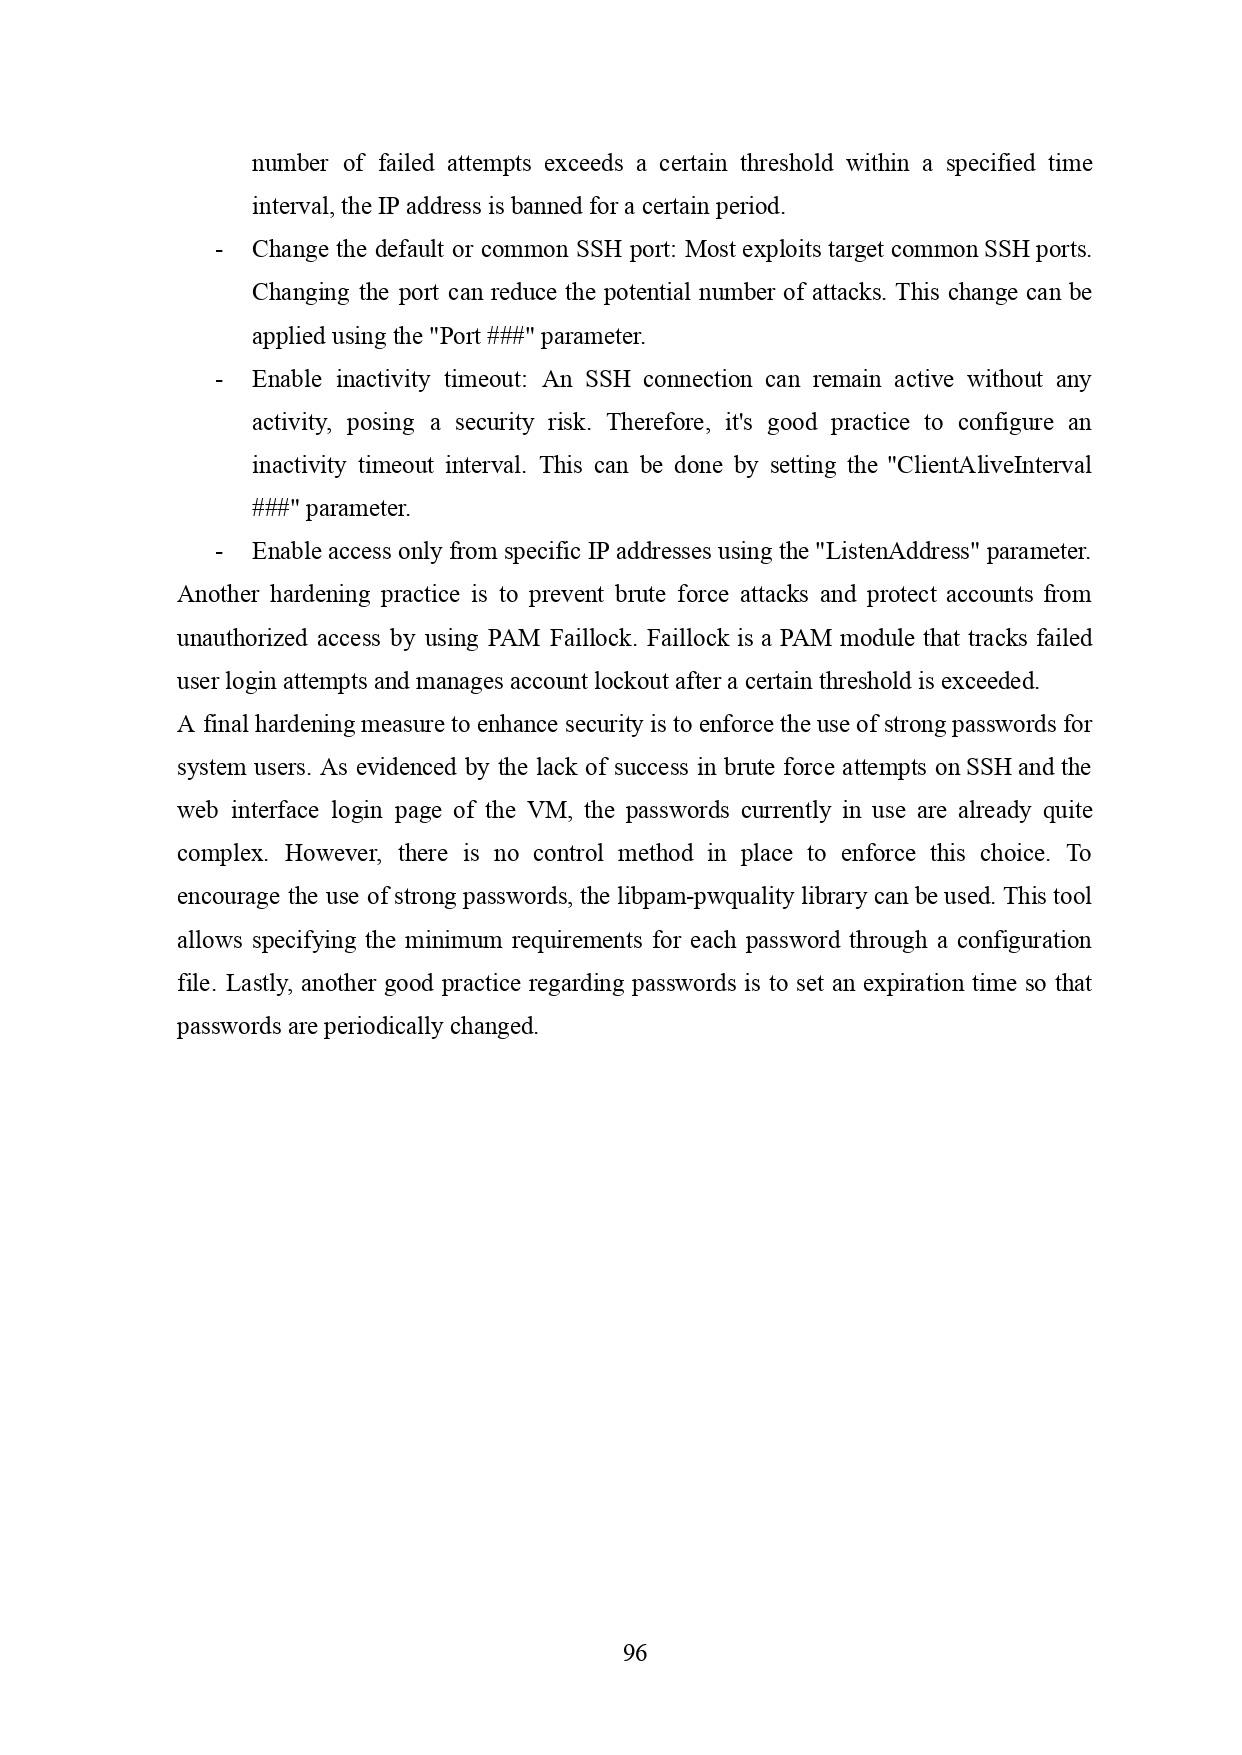 number of failed attempts exceeds a certain threshold within a specified time
interval, the IP address is banned for a certain period.
- Change the default or common SSH port: Most exploits target common SSH ports.
Changing the port can reduce the potential number of attacks. This change can be
applied using the "Port ###" parameter.
- Enable inactivity timeout: An SSH connection can remain active without any
activity, posing a security risk. Therefore, it's good practice to configure an
inactivity timeout interval. This can be done by setting the "ClientAliveInterval
###" parameter.
- Enable access only from specific IP addresses using the "ListenAddress" parameter.
Another hardening practice is to prevent brute force attacks and protect accounts from
unauthorized access by using PAM Faillock. Faillock is a PAM module that tracks failed
user login attempts and manages account lockout after a certain threshold is exceeded.
A final hardening measure to enhance security is to enforce the use of strong passwords for
system users. As evidenced by the lack of success in brute force attempts on SSH and the
web interface login page of the VM, the passwords currently in use are already quite
complex. However, there is no control method in place to enforce this choice. To
encourage the use of strong passwords, the libpam-pwquality library can be used. This tool
allows specifying the minimum requirements for each password through a configuration
file. Lastly, another good practice regarding passwords is to set an expiration time so that
passwords are periodically changed.
96